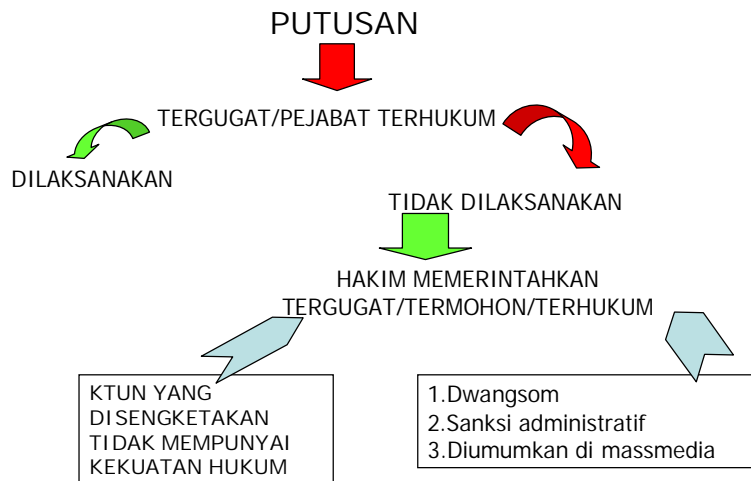 PUTUSAN
TERGUGAT/PEJABAT TERHUKUM
DILAKSANAKAN
TIDAK DILAKSANAKAN
HAKIM MEMERINTAHKAN
TERGUGAT/TERMOHON/TERHUKUM
KTUN YANG
DISENGKETAKAN
TIDAK MEMPUNYAI
KEKUATAN HUKUM
1.Dwangsom
2.Sanksi administratif
3.Diumumkan di massmedia